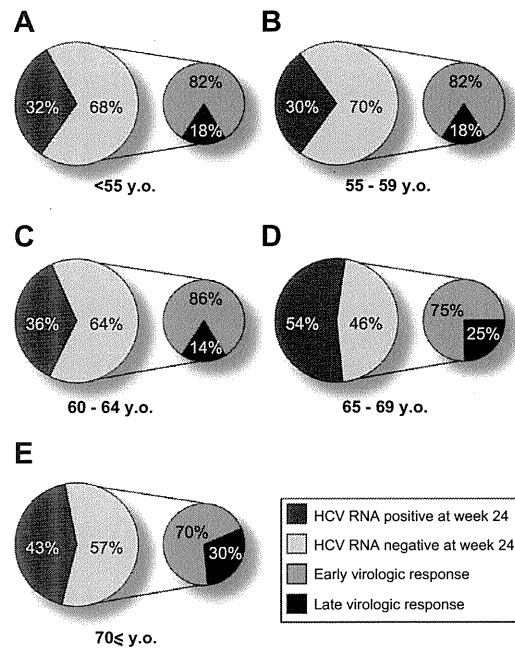 A
32%
68%
82%
18%
<55 y.o.
B
30%
70%
82%
18%
55 - 59 y.o.
C
36%
64%
86%
14%
60 - 64 y.o.
D
54%
46%
75%
25%
65 - 69 y.o.
E
43%
57%
70%
30%
70⩽ y.o.
HCV RNA positive at week 24
HCV RNA negative at week 24
Early virologic response
Late virologic response